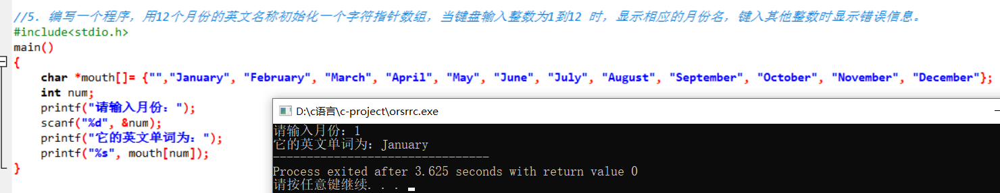 //5. 编写一个程序，用12个月份的英文名称初始化一个字符指针数组，当键盘输入整数为1到12 时，显示相应的月份名，键入其他整数时显示错误信息。
#include<stdio.h>
main()
{
char *mouth[]= {"","January", "February", "March", "April", "May", "June", "July", "August", "September", "October", "November", "December"};
int num;
printf("请输入月份：");
scanf("%d", &num);
printf("它的英文单词为：");
printf("%s", mouth[num]);
}
D:\c语言\c-project\orsrrc.exe
请输入月份：1
它的英文单词为：January
--------------------------------
Process exited after 3.625 seconds with return value 0
请按任意键继续. . .